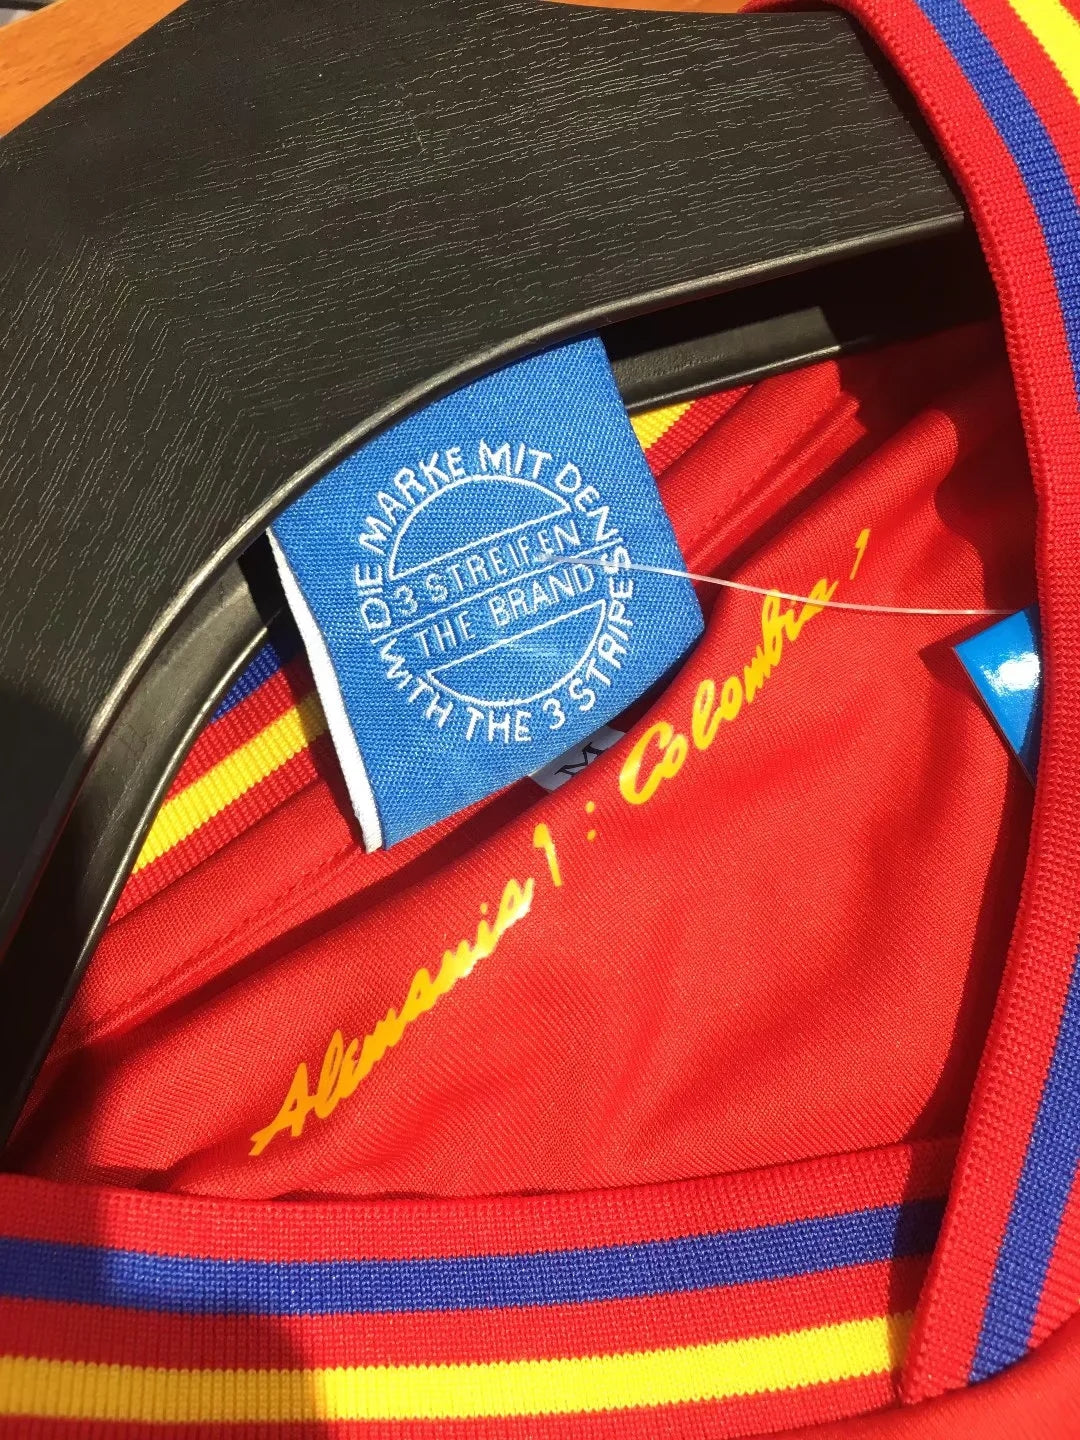 DIE MARKE MIT DEN
3 STREIFEN
THE BRAND
WITH THE 3 STRIPES
M
Alemania 1 : Colombia 1